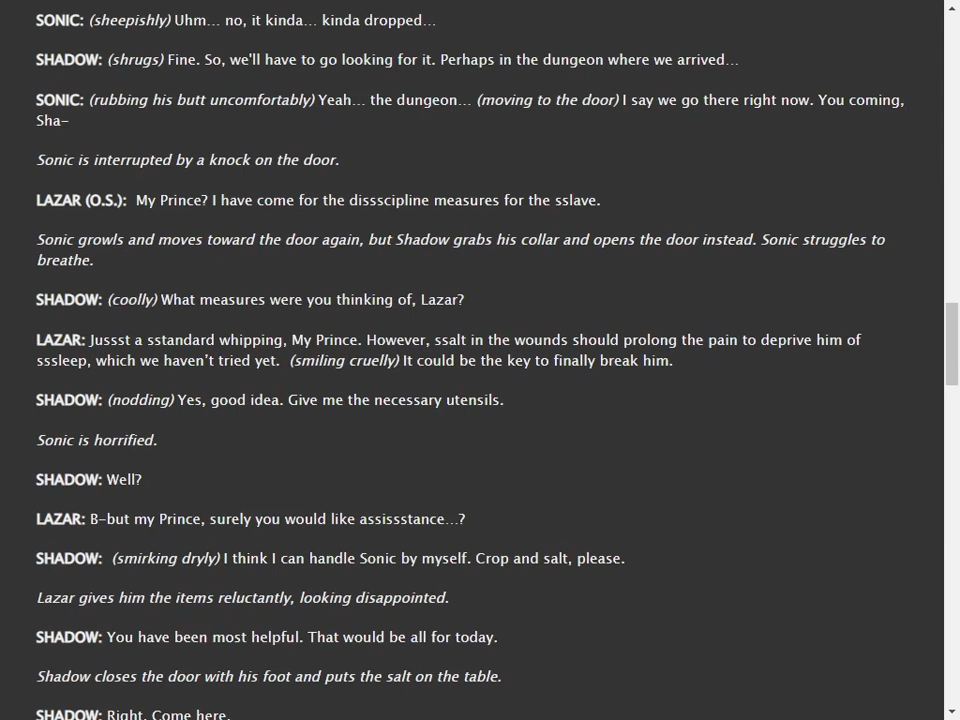 SONIC: (sheepishly) Uhm… no, it kinda… kinda dropped…
SHADOW: (shrugs) Fine. So, we'll have to go looking for it. Perhaps in the dungeon where we arrived…
SONIC: (rubbing his butt uncomfortably) Yeah… the dungeon… (moving to the door) I say we go there right now. You coming,
Sha–
Sonic is interrupted by a knock on the door.
LAZAR (O.S.): My Prince? I have come for the dissscipline measures for the sslave.
Sonic growls and moves toward the door again, but Shadow grabs his collar and opens the door instead. Sonic struggles to
breathe.
SHADOW: (coolly) What measures were you thinking of, Lazar?
LAZAR: Jussst a sstandard whipping, My Prince. However, ssalt in the wounds should prolong the pain to deprive him of
sssleep, which we haven’t tried yet. (smiling cruelly) It could be the key to finally break him.
SHADOW: (nodding) Yes, good idea. Give me the necessary utensils.
Sonic is horrified.
SHADOW: Well?
LAZAR: B–but my Prince, surely you would like assissstance…?
SHADOW: (smirking dryly) I think I can handle Sonic by myself. Crop and salt, please.
Lazar gives him the items reluctantly, looking disappointed.
SHADOW: You have been most helpful. That would be all for today.
Shadow closes the door with his foot and puts the salt on the table.
SHADOW: Right. Come here.